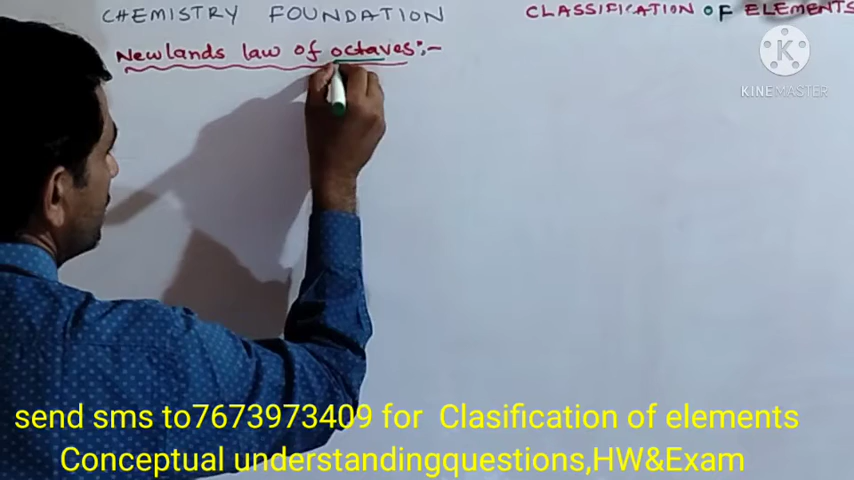 CHEMISTRY FOUNDATION
CLASSIFICATION OF ELEMENTS
Newlands law of octaves:-
KINEMASTER
send sms to7673973409 for Clasification of elements
Conceptual understandingquestions,HW&Exam